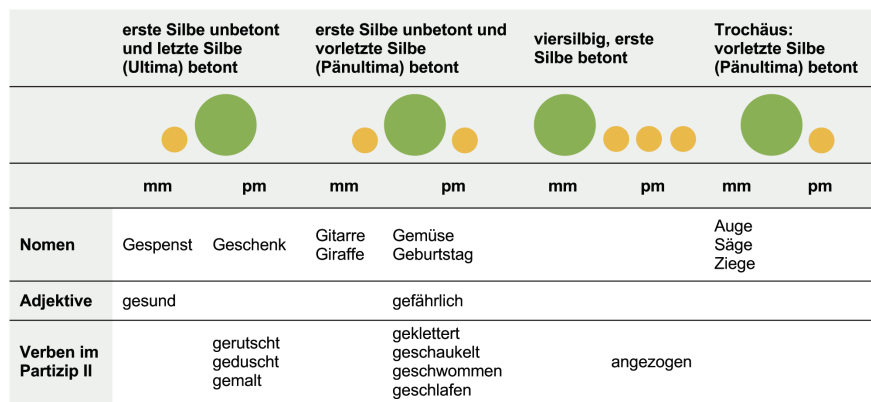 erste Silbe unbetont
und letzte Silbe
(Ultima) betont
erste Silbe unbetont und
vorletzte Silbe
(Pänultima) betont
viersilbig, erste
Silbe betont
Trochäus:
vorletzte Silbe
(Pänultima) betont
mm pm mm pm mm pm mm pm
Nomen
Gespenst
Geschenk
Gitarre
Giraffe
Gemüse
Geburtstag
Auge
Säge
Ziege
Adjektive
gesund
gefährlich
Verben im
Partizip II
gerutscht
geduscht
gemalt
geklettert
geschaukelt
geschwommen
geschlafen
angezogen